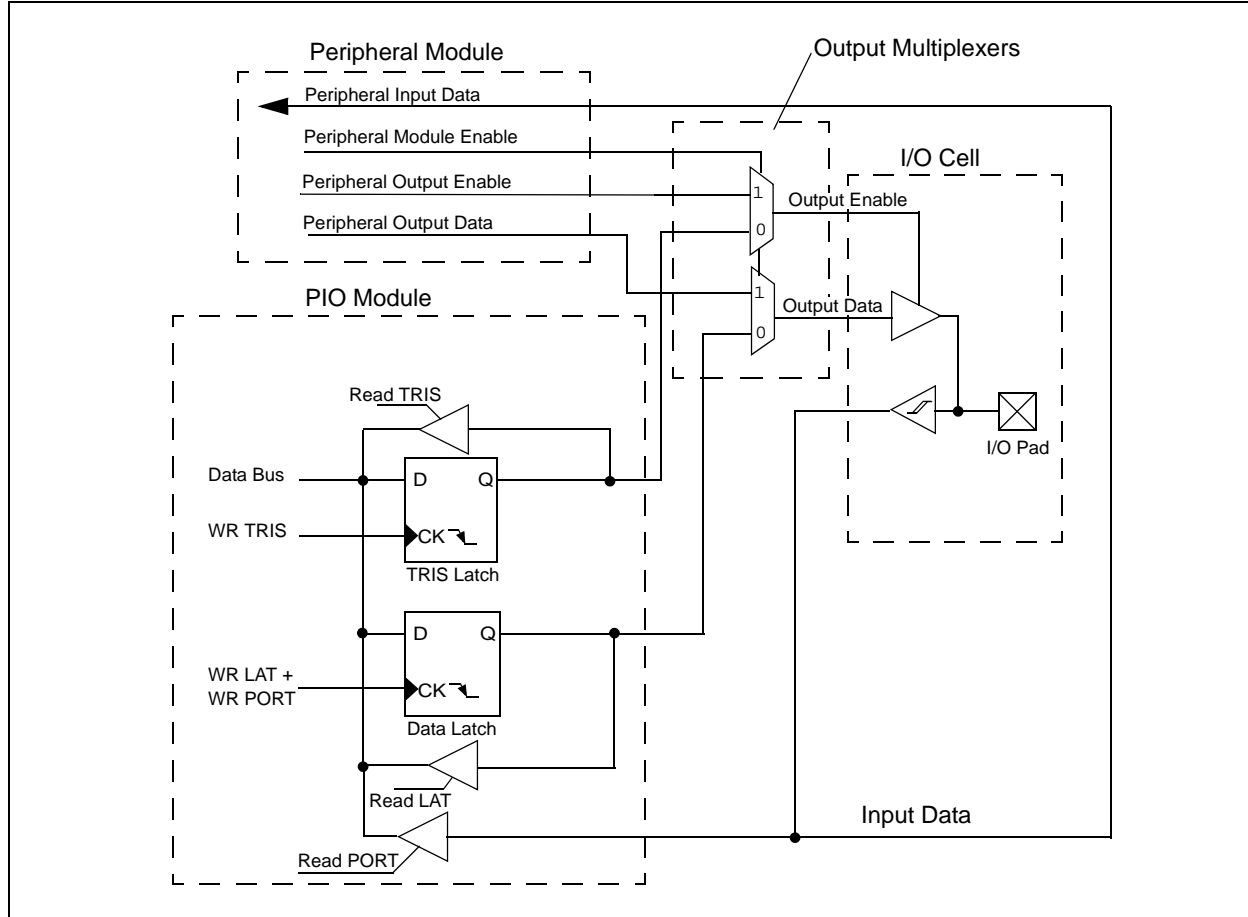 Peripheral Module
Output Multiplexers
Peripheral Input Data
Peripheral Module Enable
I/O Cell
Peripheral Output Enable
1
Output Enable
Peripheral Output Data
0
PIO Module
1
Output Data
0
Read TRIS
I/O Pad
Data Bus
D Q
WR TRIS
CK
TRIS Latch
D Q
WR LAT +
WR PORT
CK
Data Latch
Read LAT
Input Data
Read PORT